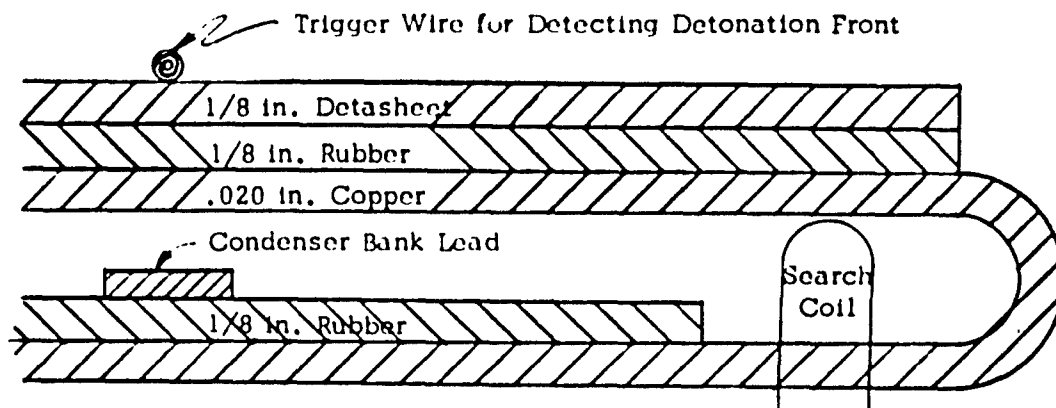 Trigger Wire for Detecting Detonation Front
1/8 in. Detasheet
1/8 in. Rubber
.020 in. Copper
Condenser Bank Lead
Search
Coil
1/8 in. Rubber